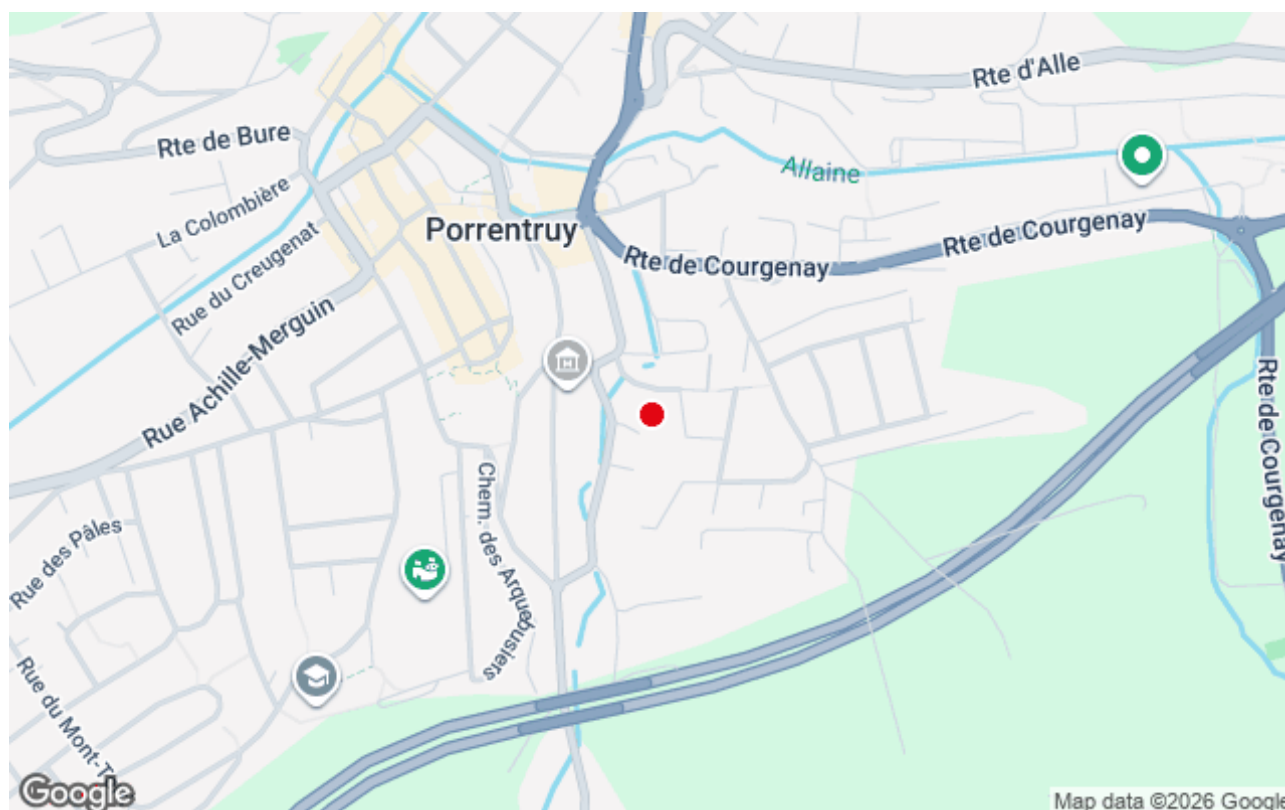 Rte d'Alle
Rte de Bure
Allaine
La Colombière
Porrentruy
Rte de Courgenay
Rte de Courgenay
Rue du Creugenat
Rue Achille-Merguin
Rte de Courgenay
Chem. des Arquebusiers
Rue des Pâles
Rue du Mont-T
Google
Map data ©2026 Google